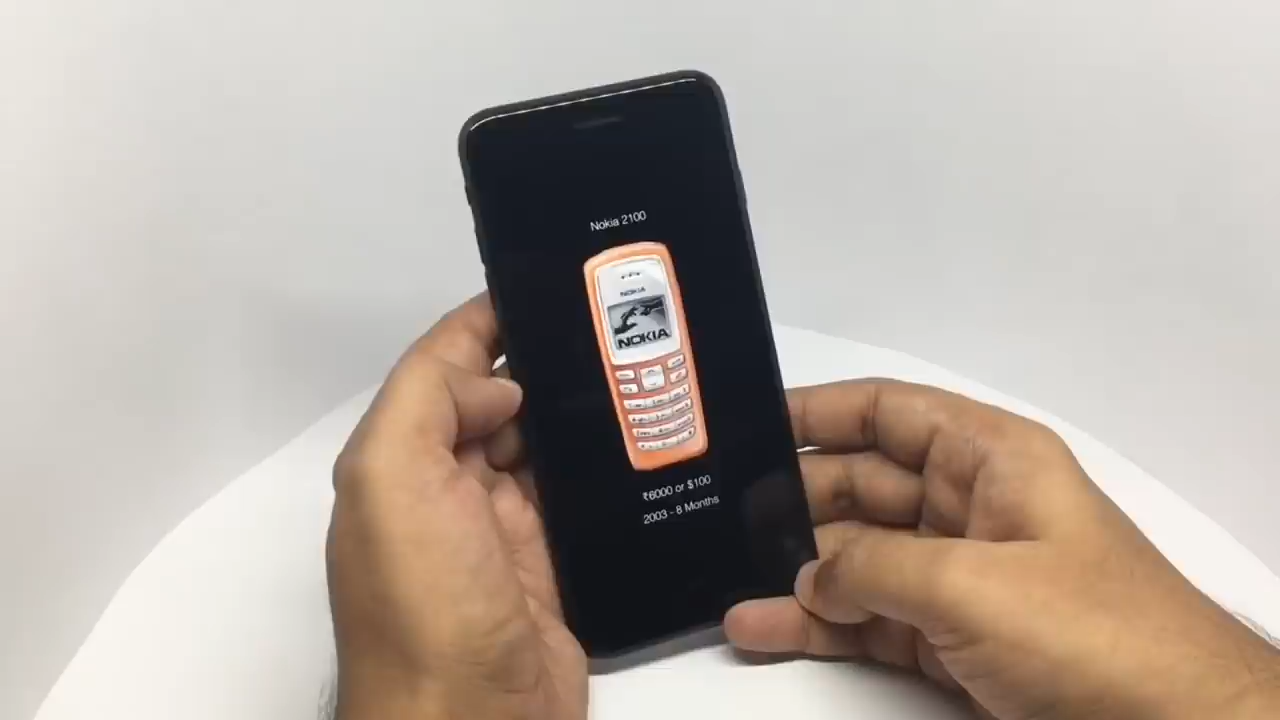 Nokia 2100
NOKIA
NOKIA
₹6000 or $100
2003 - 8 Months